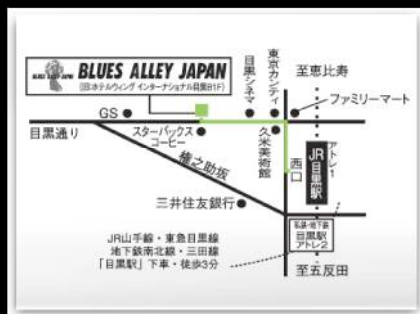 BLUES ALLEY JAPAN
BLUES ALLEY JAPAN
(旧:ホテルウィング インターナショナル目黒B1F)
目黒シネマ
東京カンティ
至恵比寿
GS
ファミリーマート
目黒通り
スターバックス
コーヒー
久米美術館
西口
JR目黒駅
アトレ1
権之助坂
三井住友銀行
私鉄・地下鉄
目黒駅
アトレ2
JR山手線・東急目黒線
地下鉄南北線・三田線
「目黒駅」下車・徒歩3分
至五反田